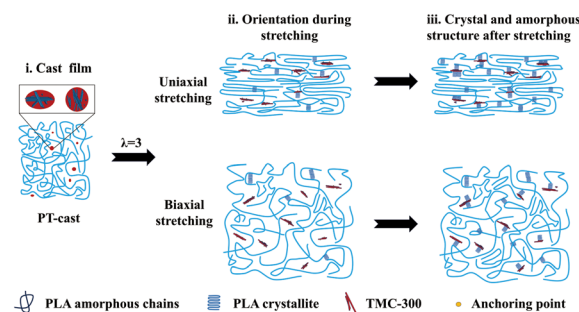 ii. Orientation during
stretching
iii. Crystal and amorphous
structure after stretching
i. Cast film
Uniaxial
stretching
λ=3
PT-cast
Biaxial
stretching
PLA amorphous chains
PLA crystallite
TMC-300
Anchoring point